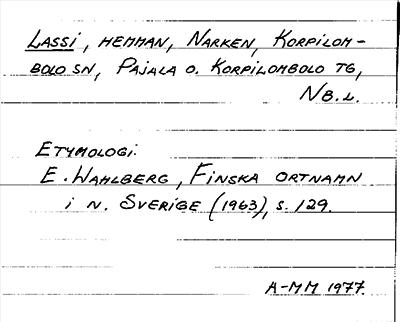 LASSI, HEMMAN, NARKEN, KORPILOM-
BOLO SN, PAJALA O. KORPILOMBOLO TG,
NB.L.
ETYMOLOGI:
E. WAHLBERG, FINSKA ORTNAMN
i N. SVERIGE (1963), S. 129.
A-MM 1977.